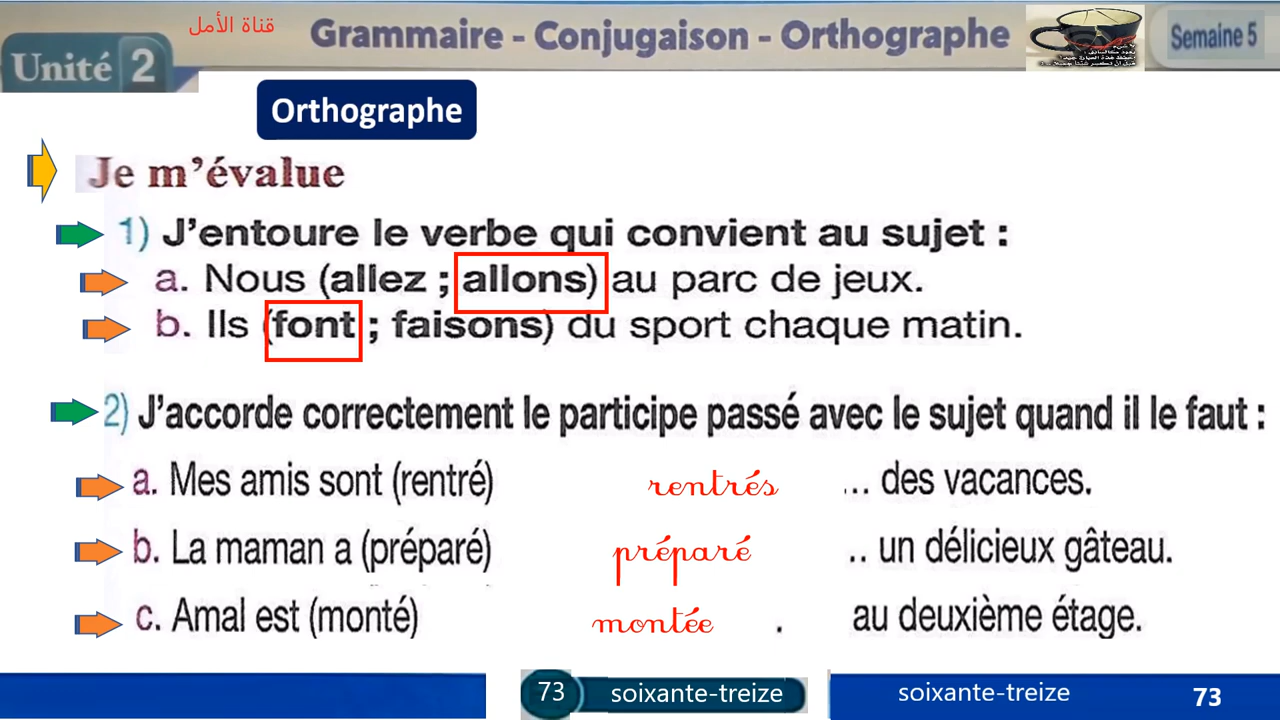 قناة الأمل
Grammaire - Conjugaison - Orthographe
Semaine 5
Unité 2
Orthographe
Je m'évalue
1) J'entoure le verbe qui convient au sujet :
a. Nous (allez ; allons) au parc de jeux.
b. Ils (font ; faisons) du sport chaque matin.
2) J'accorde correctement le participe passé avec le sujet quand il le faut :
a. Mes amis sont (rentré) rentrés ... des vacances.
b. La maman a (préparé) préparé .. un délicieux gâteau.
c. Amal est (monté) montée . au deuxième étage.
73 soixante-treize soixante-treize 73